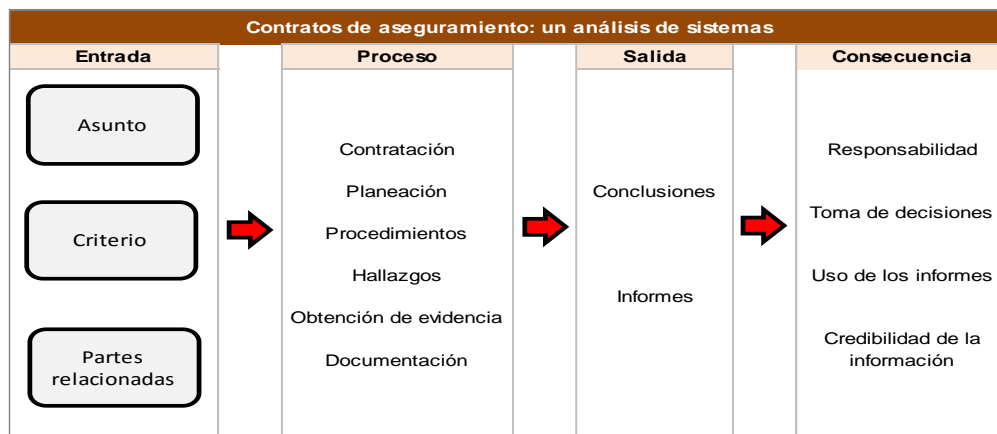 Contratos de aseguramiento: un análisis de sistemas
Entrada
Proceso
Salida
Consecuencia
Asunto
Criterio
Partes
relacionadas
Contratación
Planeación
Procedimientos
Hallazgos
Obtención de evidencia
Documentación
Conclusiones
Informes
Responsabilidad
Toma de decisiones
Uso de los informes
Credibilidad de la
información